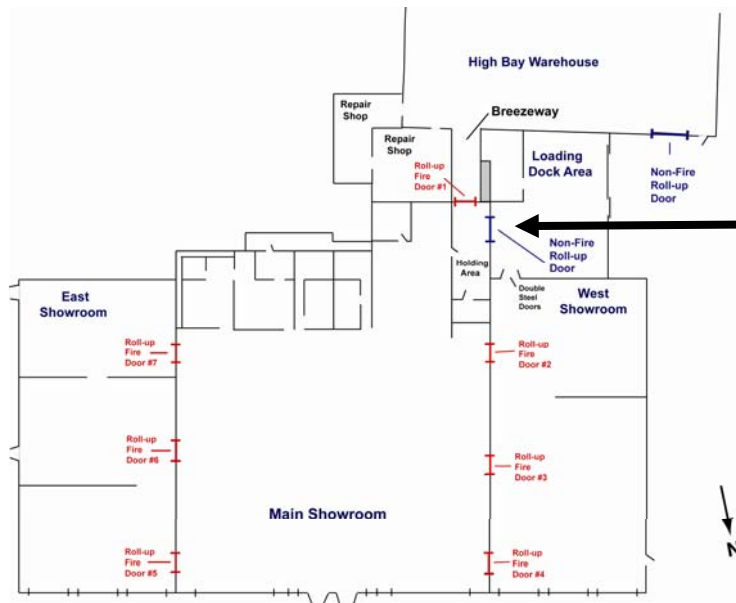 High Bay Warehouse
Repair
Shop
Breezeway
Repair
Shop
Roll-up
Fire
Door #1
Loading
Dock Area
Non-Fire
Roll-up
Door
Non-Fire
Roll-up
Door
Holding
Area
Double
Steel
Doors
East
Showroom
West
Showroom
Roll-up
Fire
Door #7
Roll-up
Fire
Door #2
Roll-up
Fire
Door #6
Roll-up
Fire
Door #3
Main Showroom
Roll-up
Fire
Door #5
Roll-up
Fire
Door #4
N